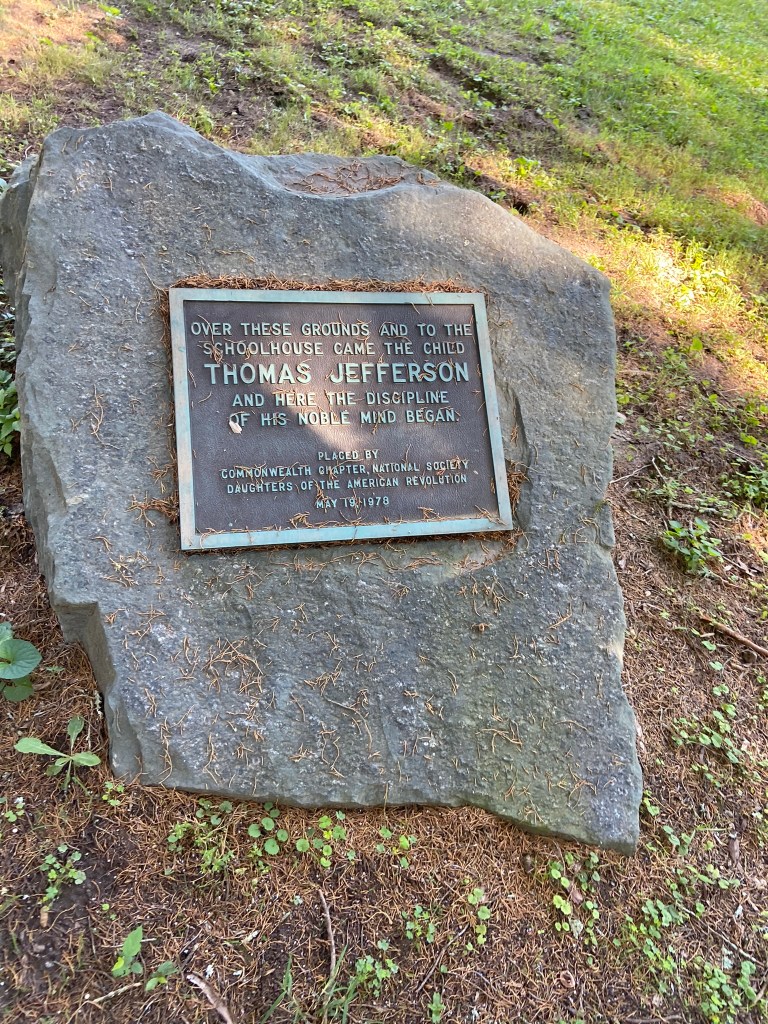 OVER THESE GROUNDS AND TO THE
SCHOOLHOUSE CAME THE CHILD
THOMAS JEFFERSON
AND HERE THE DISCIPLINE
OF HIS NOBLE MIND BEGAN.
PLACED BY
COMMONWEALTH CHAPTER, NATIONAL SOCIETY
DAUGHTERS OF THE AMERICAN REVOLUTION
MAY 19, 1978